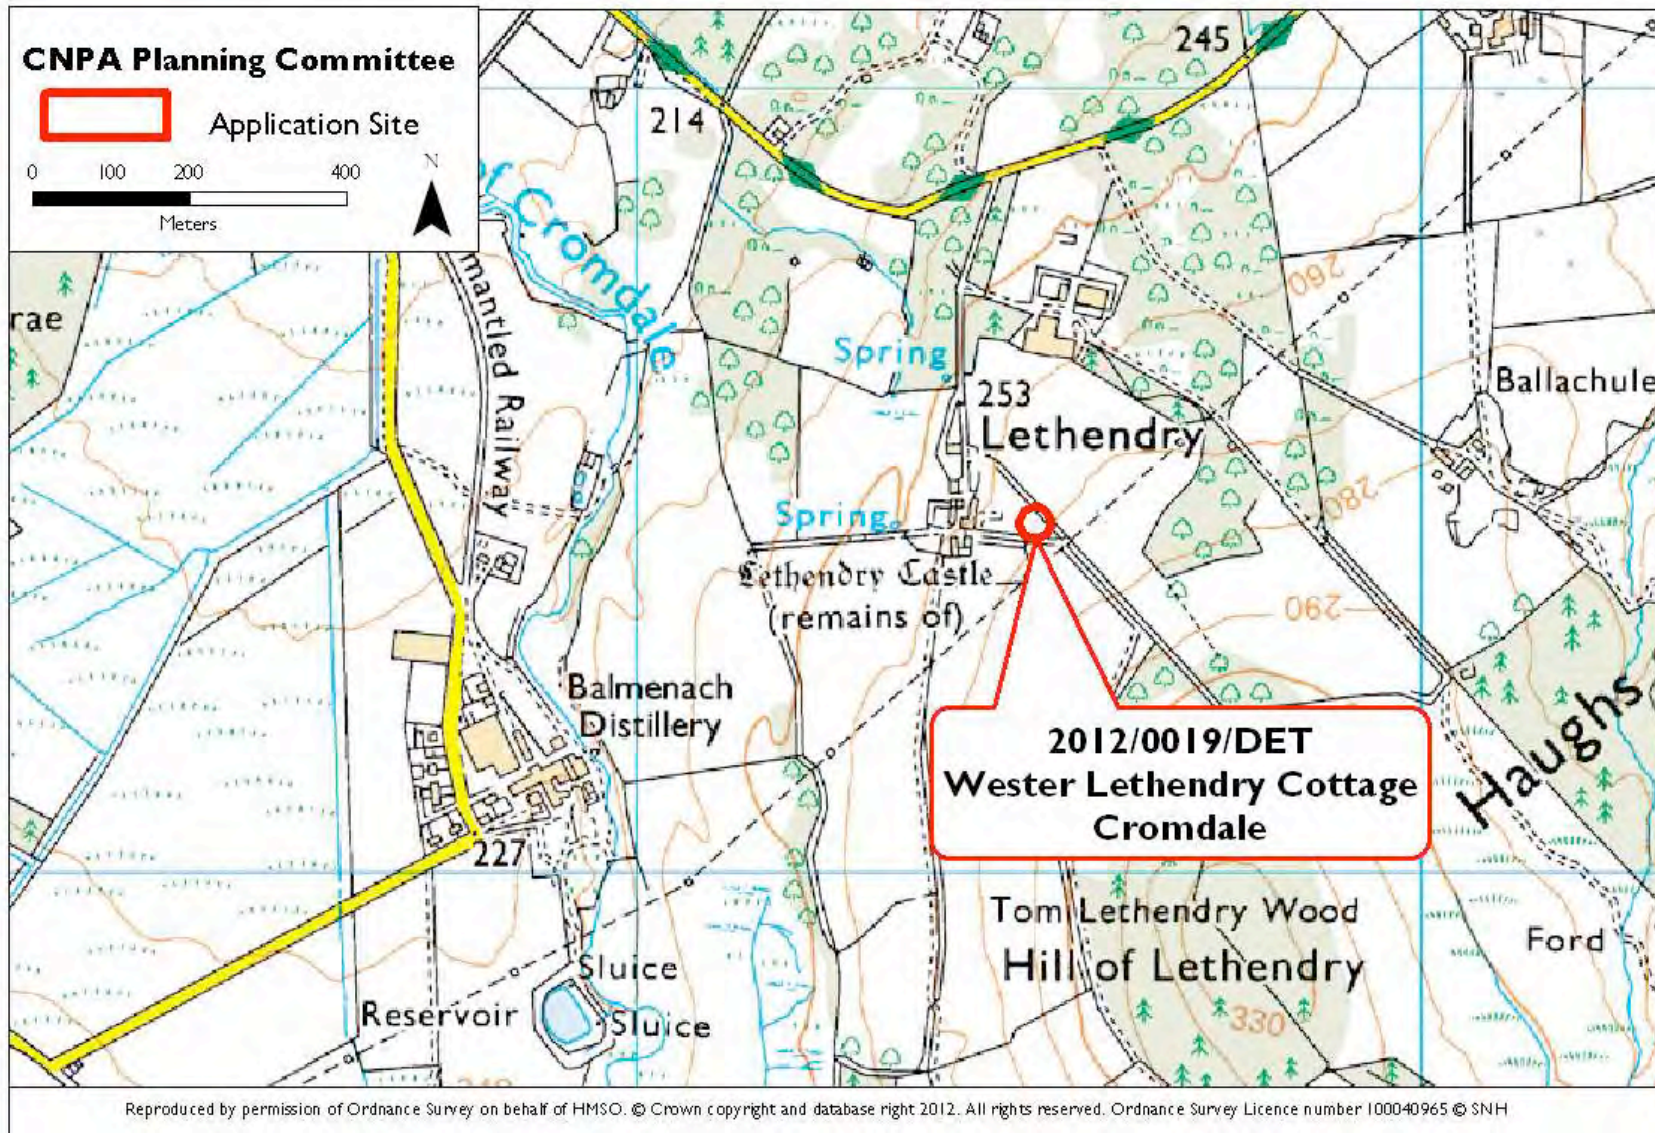 CNPA Planning Committee
Application Site
0 100 200 400
Meters
N
245
214
of Cromdale
mantled Railway
rae
260
Spring
253
Lethendry
Ballachule
280
Spring
Lethendry Castle
(remains of)
290
Balmenach
Distillery
2012/0019/DET
Wester Lethendry Cottage
Cromdale
Haughs
227
Tom Lethendry Wood
Hill of Lethendry
Ford
Sluice
Reservoir
Sluice
330
Reproduced by permission of Ordnance Survey on behalf of HMSO. © Crown copyright and database right 2012. All rights reserved. Ordnance Survey Licence number 100040965 © SNH